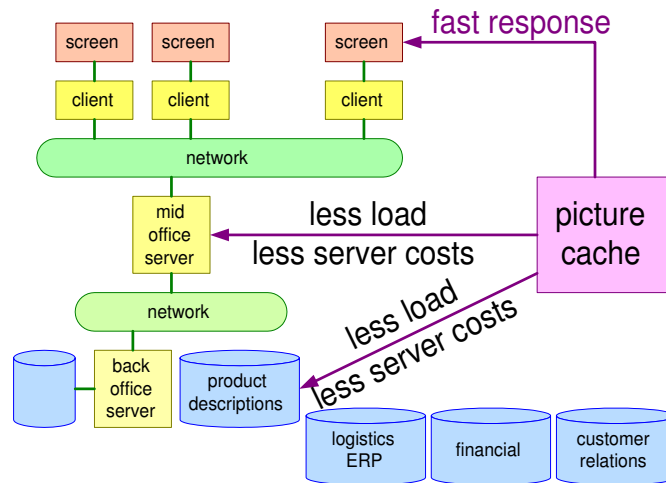 fast response
screen
screen
screen
client
client
client
network
mid
office
server
less load
less server costs
picture
cache
network
less load
less server costs
back
office
server
product
descriptions
logistics
ERP
financial
customer
relations